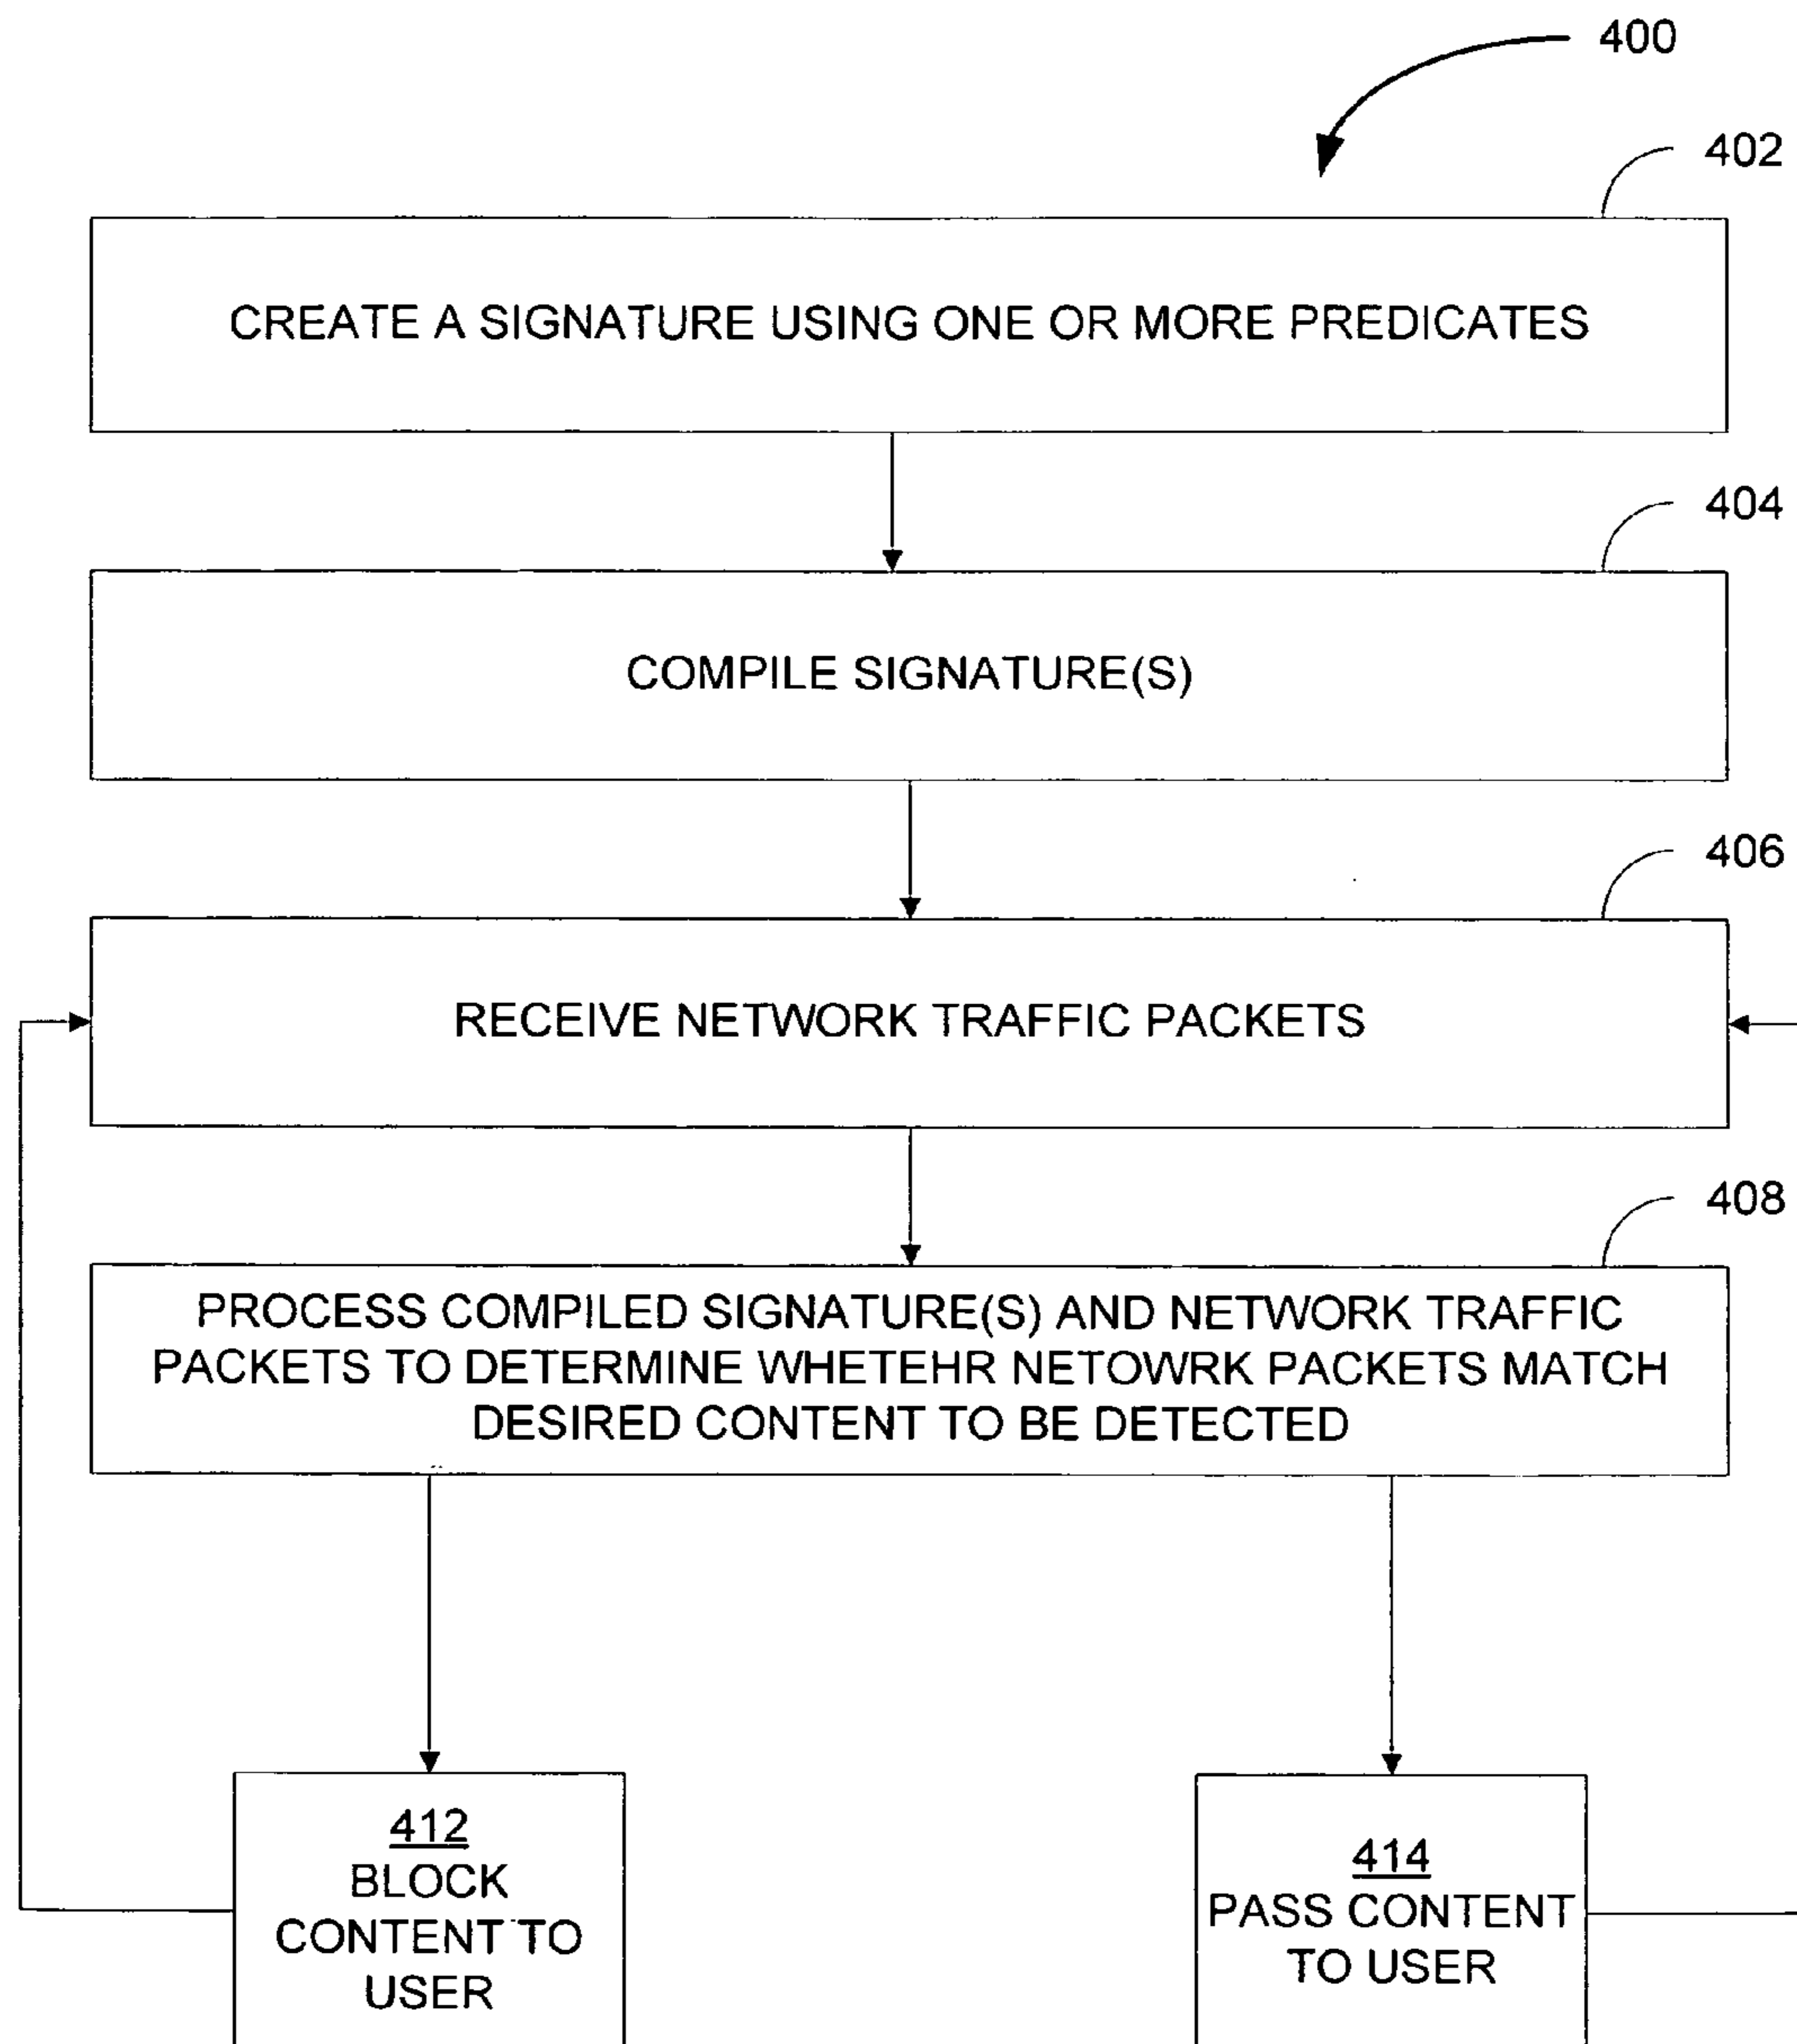 400
402
CREATE A SIGNATURE USING ONE OR MORE PREDICATES
404
COMPILE SIGNATURE(S)
406
RECEIVE NETWORK TRAFFIC PACKETS
408
PROCESS COMPILED SIGNATURE(S) AND NETWORK TRAFFIC
PACKETS TO DETERMINE WHETEHR NETOWRK PACKETS MATCH
DESIRED CONTENT TO BE DETECTED
412
BLOCK
CONTENT TO
USER
414
PASS CONTENT
TO USER